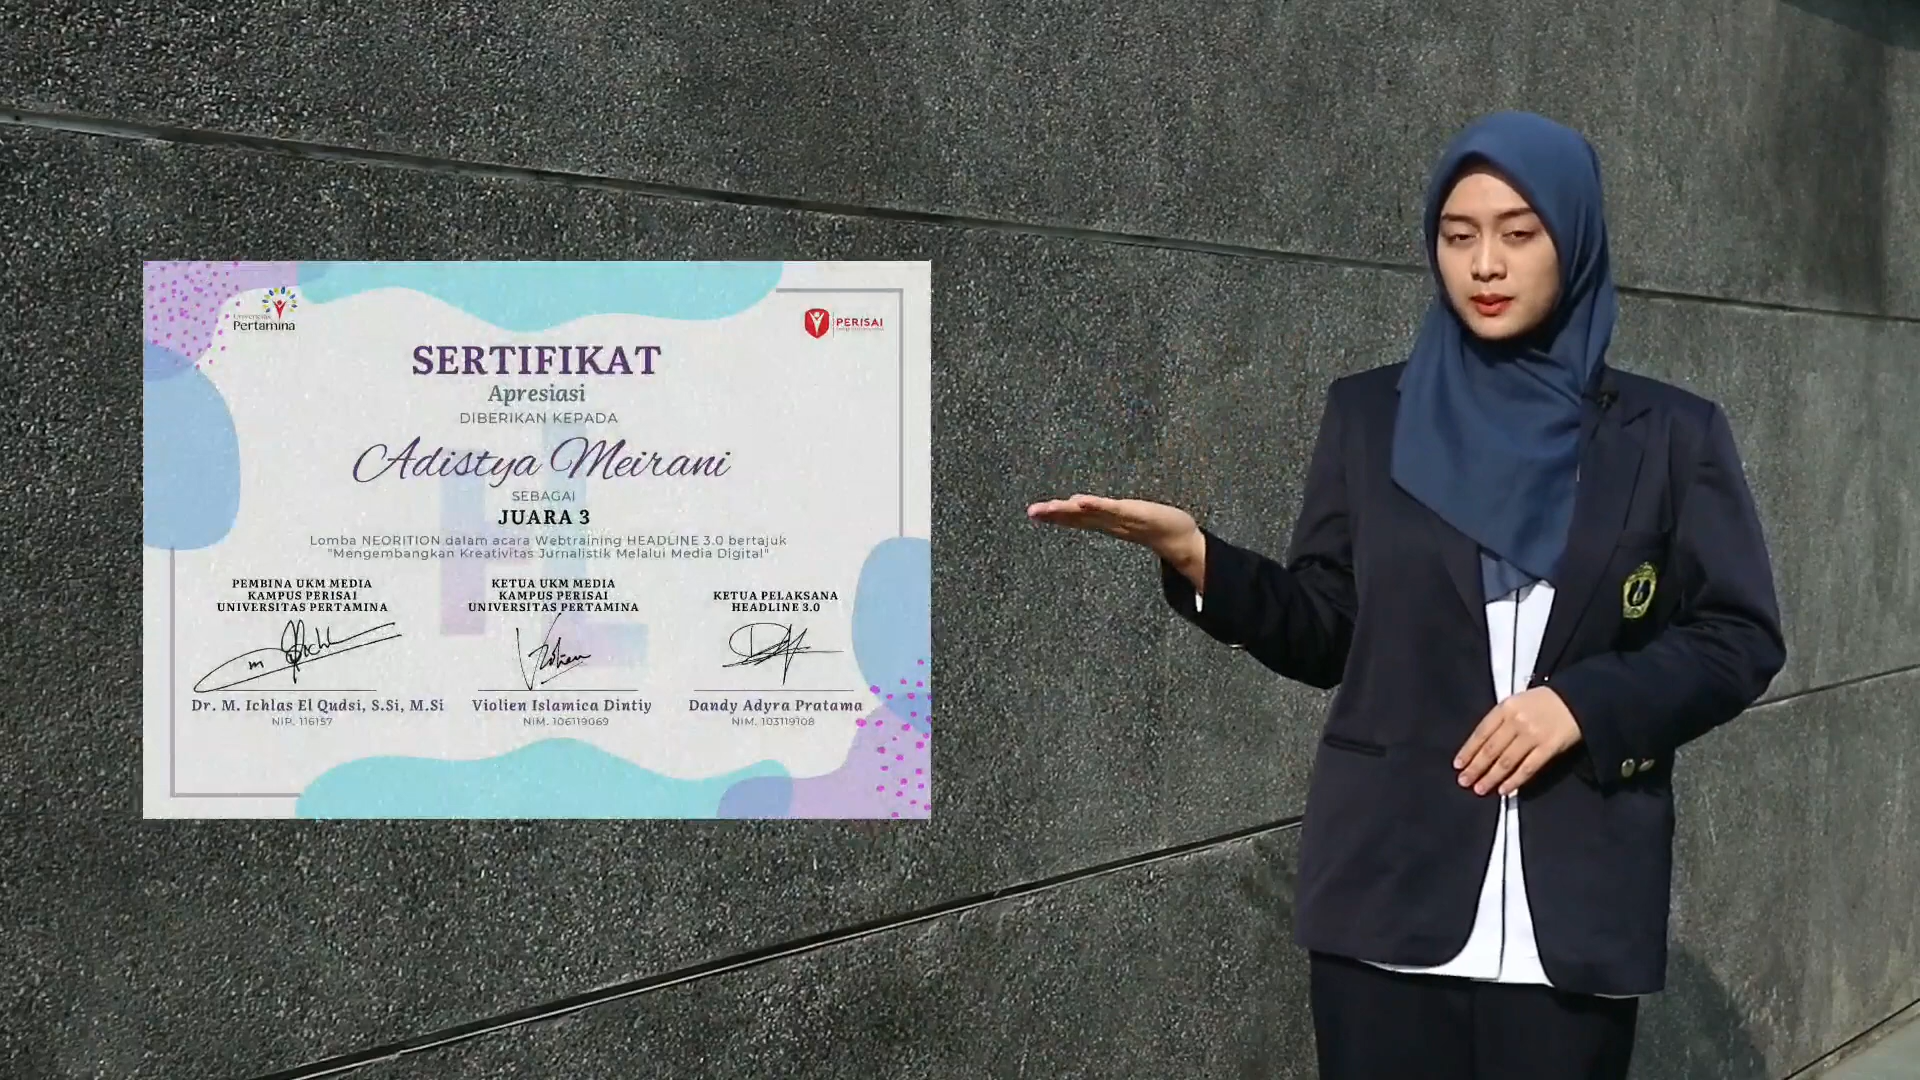 Universitas
Pertamina
PERISAI
SERTIFIKAT
Apresiasi
DIBERIKAN KEPADA
Adistya Meirani
SEBAGAI
JUARA 3
Lomba NEORITION dalam acara Webtraining HEADLINE 3.0 bertajuk
"Mengembangkan Kreativitas Jurnalistik Melalui Media Digital"
PEMBINA UKM MEDIA
KAMPUS PERISAI
UNIVERSITAS PERTAMINA
Dr. M. Ichlas El Qudsi, S.Si, M.Si
NIP. 116157
KETUA UKM MEDIA
KAMPUS PERISAI
UNIVERSITAS PERTAMINA
Violien Islamica Dintiy
NIM. 106119069
KETUA PELAKSANA
HEADLINE 3.0
Dandy Adyra Pratama
NIM. 103119108